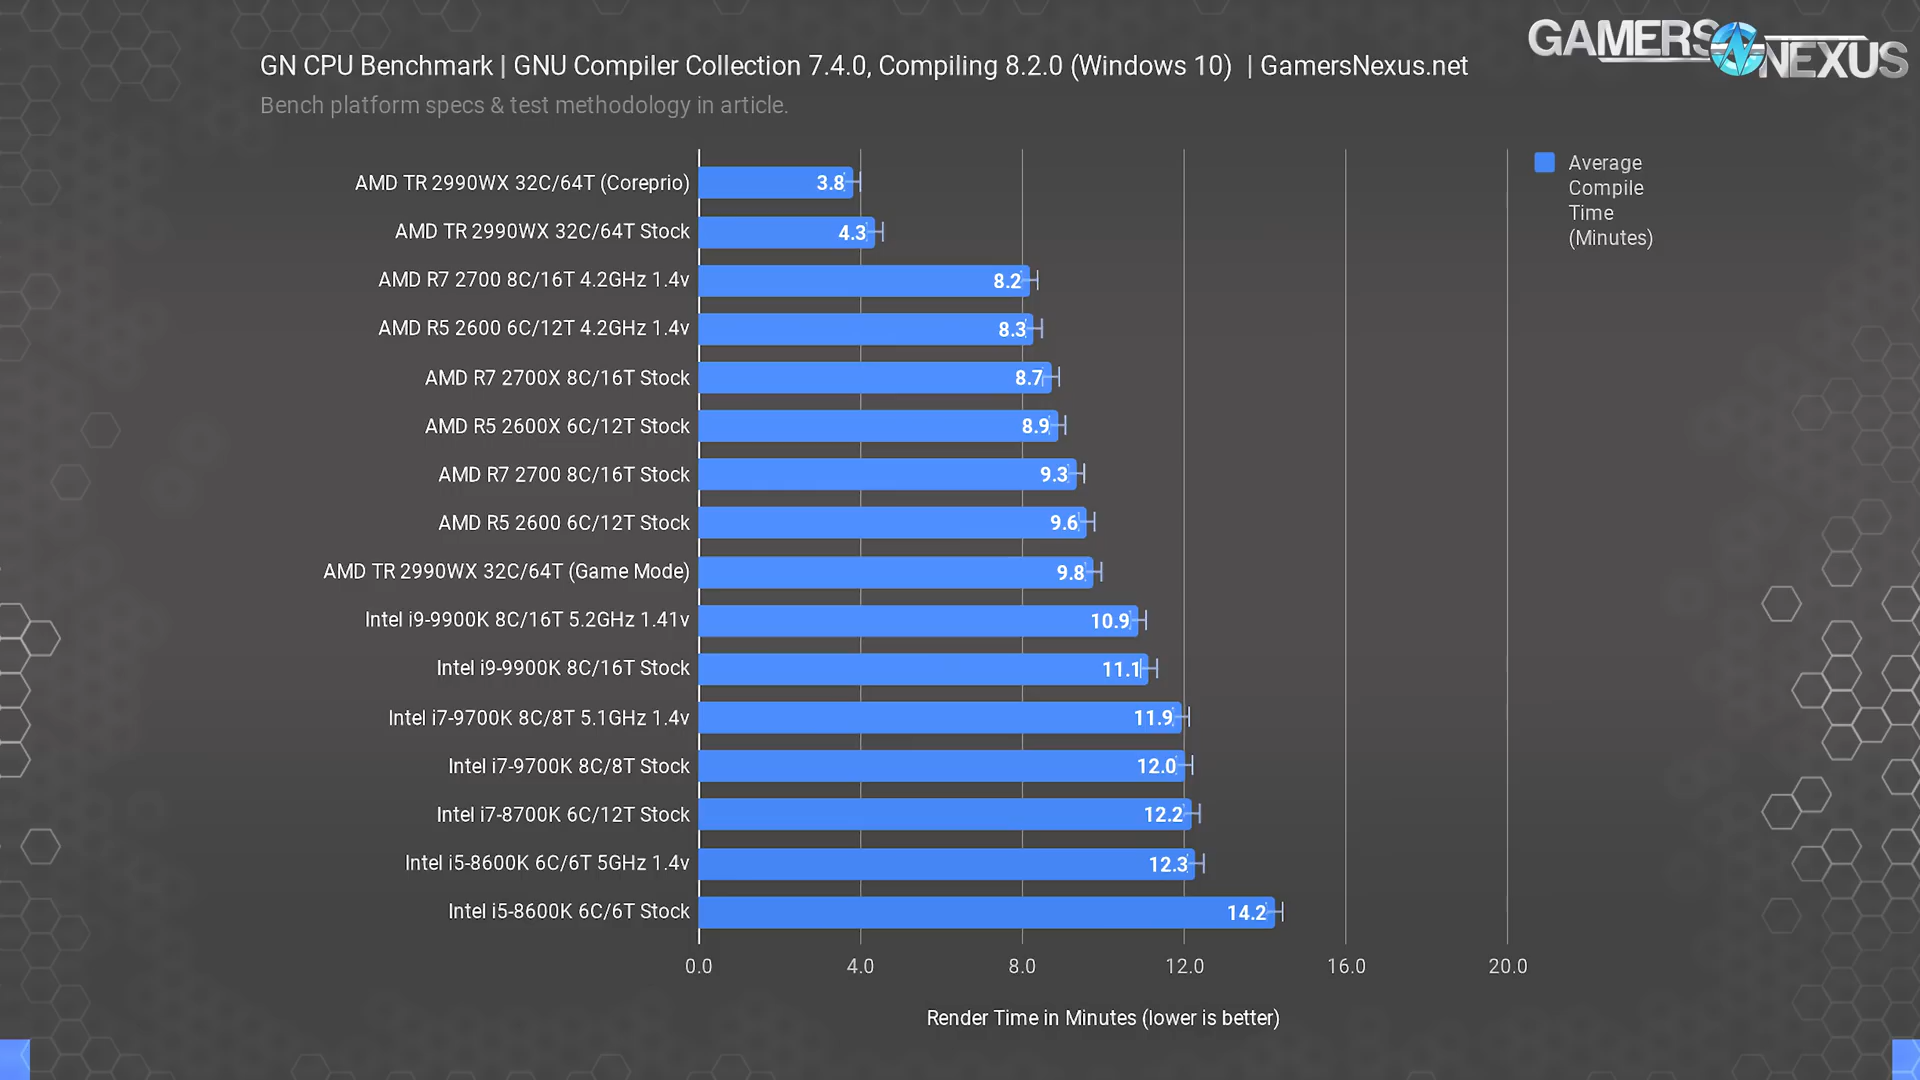 GAMERS NEXUS
GN CPU Benchmark | GNU Compiler Collection 7.4.0, Compiling 8.2.0 (Windows 10) | GamersNexus.net
Bench platform specs & test methodology in article.
Average
Compile
Time
(Minutes)
AMD TR 2990WX 32C/64T (Coreprio) 3.8
AMD TR 2990WX 32C/64T Stock 4.3
AMD R7 2700 8C/16T 4.2GHz 1.4v 8.2
AMD R5 2600 6C/12T 4.2GHz 1.4v 8.3
AMD R7 2700X 8C/16T Stock 8.7
AMD R5 2600X 6C/12T Stock 8.9
AMD R7 2700 8C/16T Stock 9.3
AMD R5 2600 6C/12T Stock 9.6
AMD TR 2990WX 32C/64T (Game Mode) 9.8
Intel i9-9900K 8C/16T 5.2GHz 1.41v 10.9
Intel i9-9900K 8C/16T Stock 11.1
Intel i7-9700K 8C/8T 5.1GHz 1.4v 11.9
Intel i7-9700K 8C/8T Stock 12.0
Intel i7-8700K 6C/12T Stock 12.2
Intel i5-8600K 6C/6T 5GHz 1.4v 12.3
Intel i5-8600K 6C/6T Stock 14.2
0.0 4.0 8.0 12.0 16.0 20.0
Render Time in Minutes (lower is better)